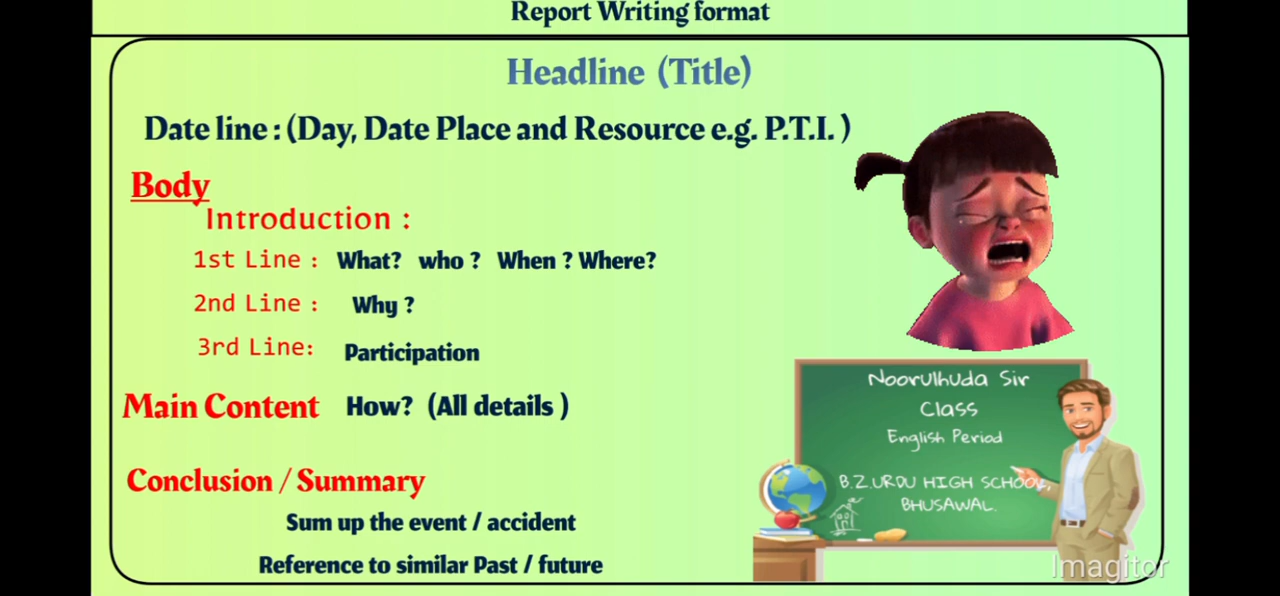 Report Writing format
Headline (Title)
Date line : (Day, Date Place and Resource e.g. P.T.I. )
Body
Introduction :
1st Line : What? who ? When ? Where?
2nd Line : Why ?
3rd Line: Participation
Main Content How? (All details )
Conclusion / Summary
Sum up the event / accident
Reference to similar Past / future
Noorulhuda Sir
Class
English Period
B.Z.URDU HIGH SCHOOL,
BHUSAWAL.
Imagitor